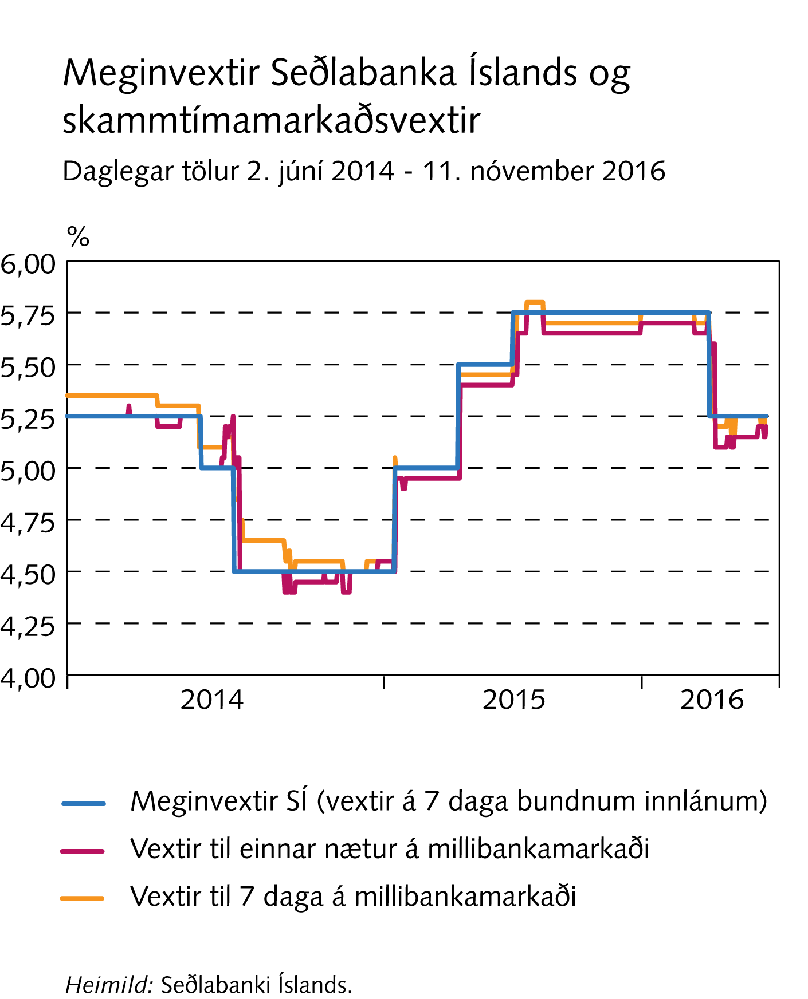 Meginvextir Seðlabanka Íslands og
skammtímamarkaðsvextir
Daglegar tölur 2. júní 2014 - 11. nóvember 2016
%
6,00
5,75
5,50
5,25
5,00
4,75
4,50
4,25
4,00
2014 2015 2016
Meginvextir SÍ (vextir á 7 daga bundnum innlánum)
Vextir til einnar nætur á millibankamarkaði
Vextir til 7 daga á millibankamarkaði
Heimild: Seðlabanki Íslands.